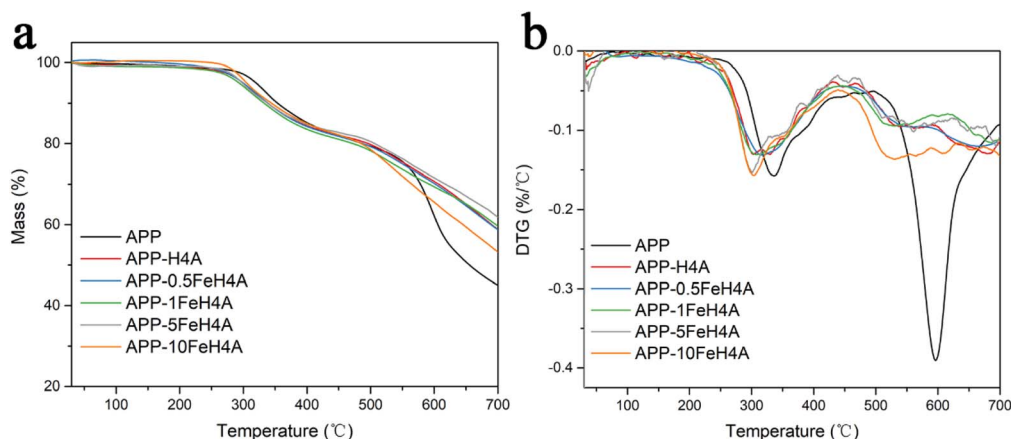 a
Mass (%)
100
80
60
40
20
APP
APP-H4A
APP-0.5FeH4A
APP-1FeH4A
APP-5FeH4A
APP-10FeH4A
100 200 300 400 500 600 700
Temperature (℃)
b
DTG (%/℃)
0.0
-0.1
-0.2
-0.3
-0.4
APP
APP-H4A
APP-0.5FeH4A
APP-1FeH4A
APP-5FeH4A
APP-10FeH4A
100 200 300 400 500 600 700
Temperature (℃)